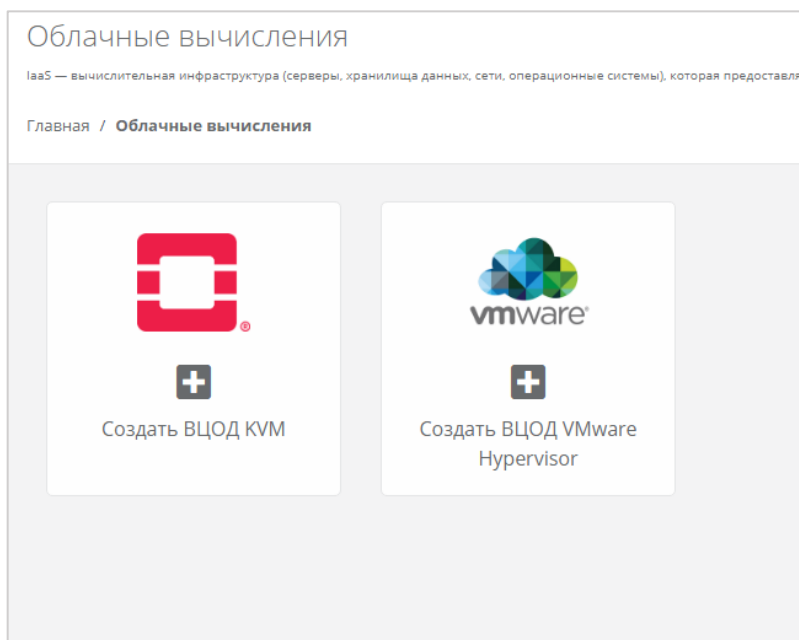 Облачные вычисления
IaaS — вычислительная инфраструктура (серверы, хранилища данных, сети, операционные системы), которая предоставля
Главная / Облачные вычисления
®
vmware®
Создать ВЦОД KVM
Создать ВЦОД VMware
Hypervisor